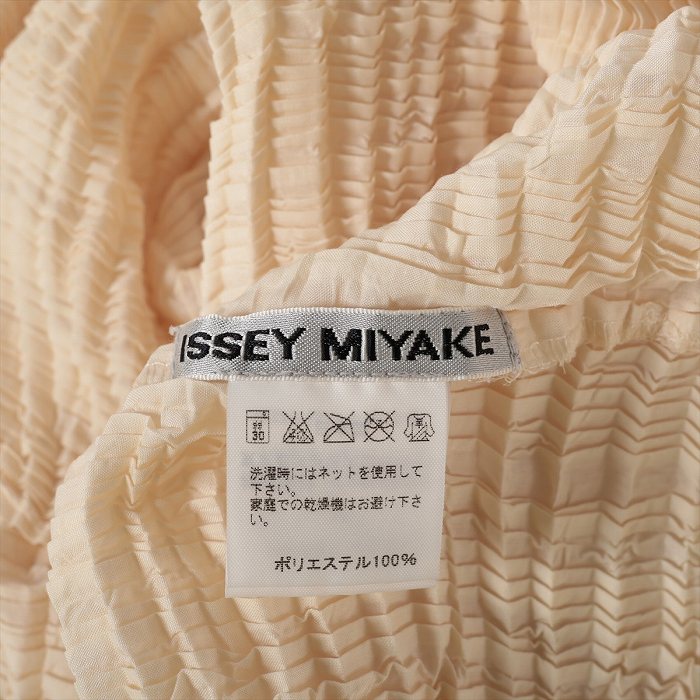 ISSEY MIYAKE
弱
30
洗濯時にはネットを使用して
下さい。
家庭での乾燥機はお避け下
さい。
ポリエステル100%